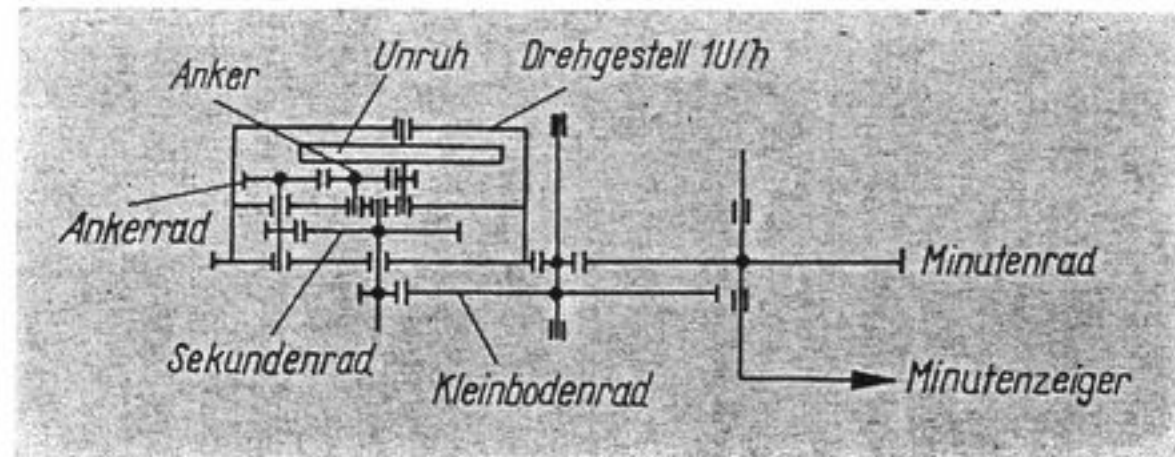 Unruh
Drehgestell 1U/h
Anker
Ankerrad
Minutenrad
Sekundenrad
Kleinbodenrad
Minutenzeiger